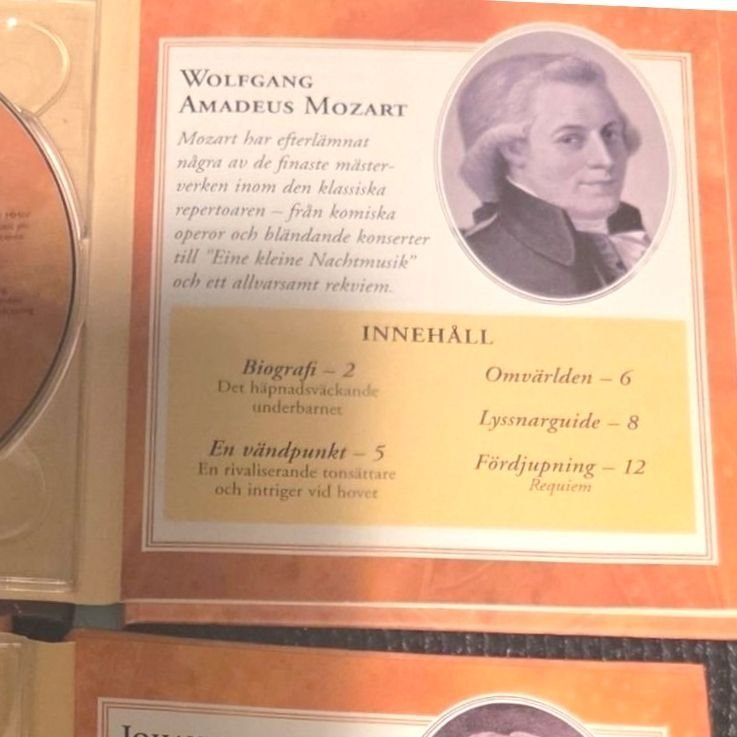 WOLFGANG
AMADEUS MOZART
Mozart har efterlämnat
några av de finaste mäster-
verken inom den klassiska
repertoaren – från komiska
operor och bländande konserter
till "Eine kleine Nachtmusik"
och ett allvarsamt rekviem.
INNEHÅLL
Biografi – 2
Det häpnadsväckande
underbarnet
En vändpunkt – 5
En rivaliserande tonsättare
och intriger vid hovet
Omvärlden – 6
Lyssnarguide – 8
Fördjupning – 12
Requiem